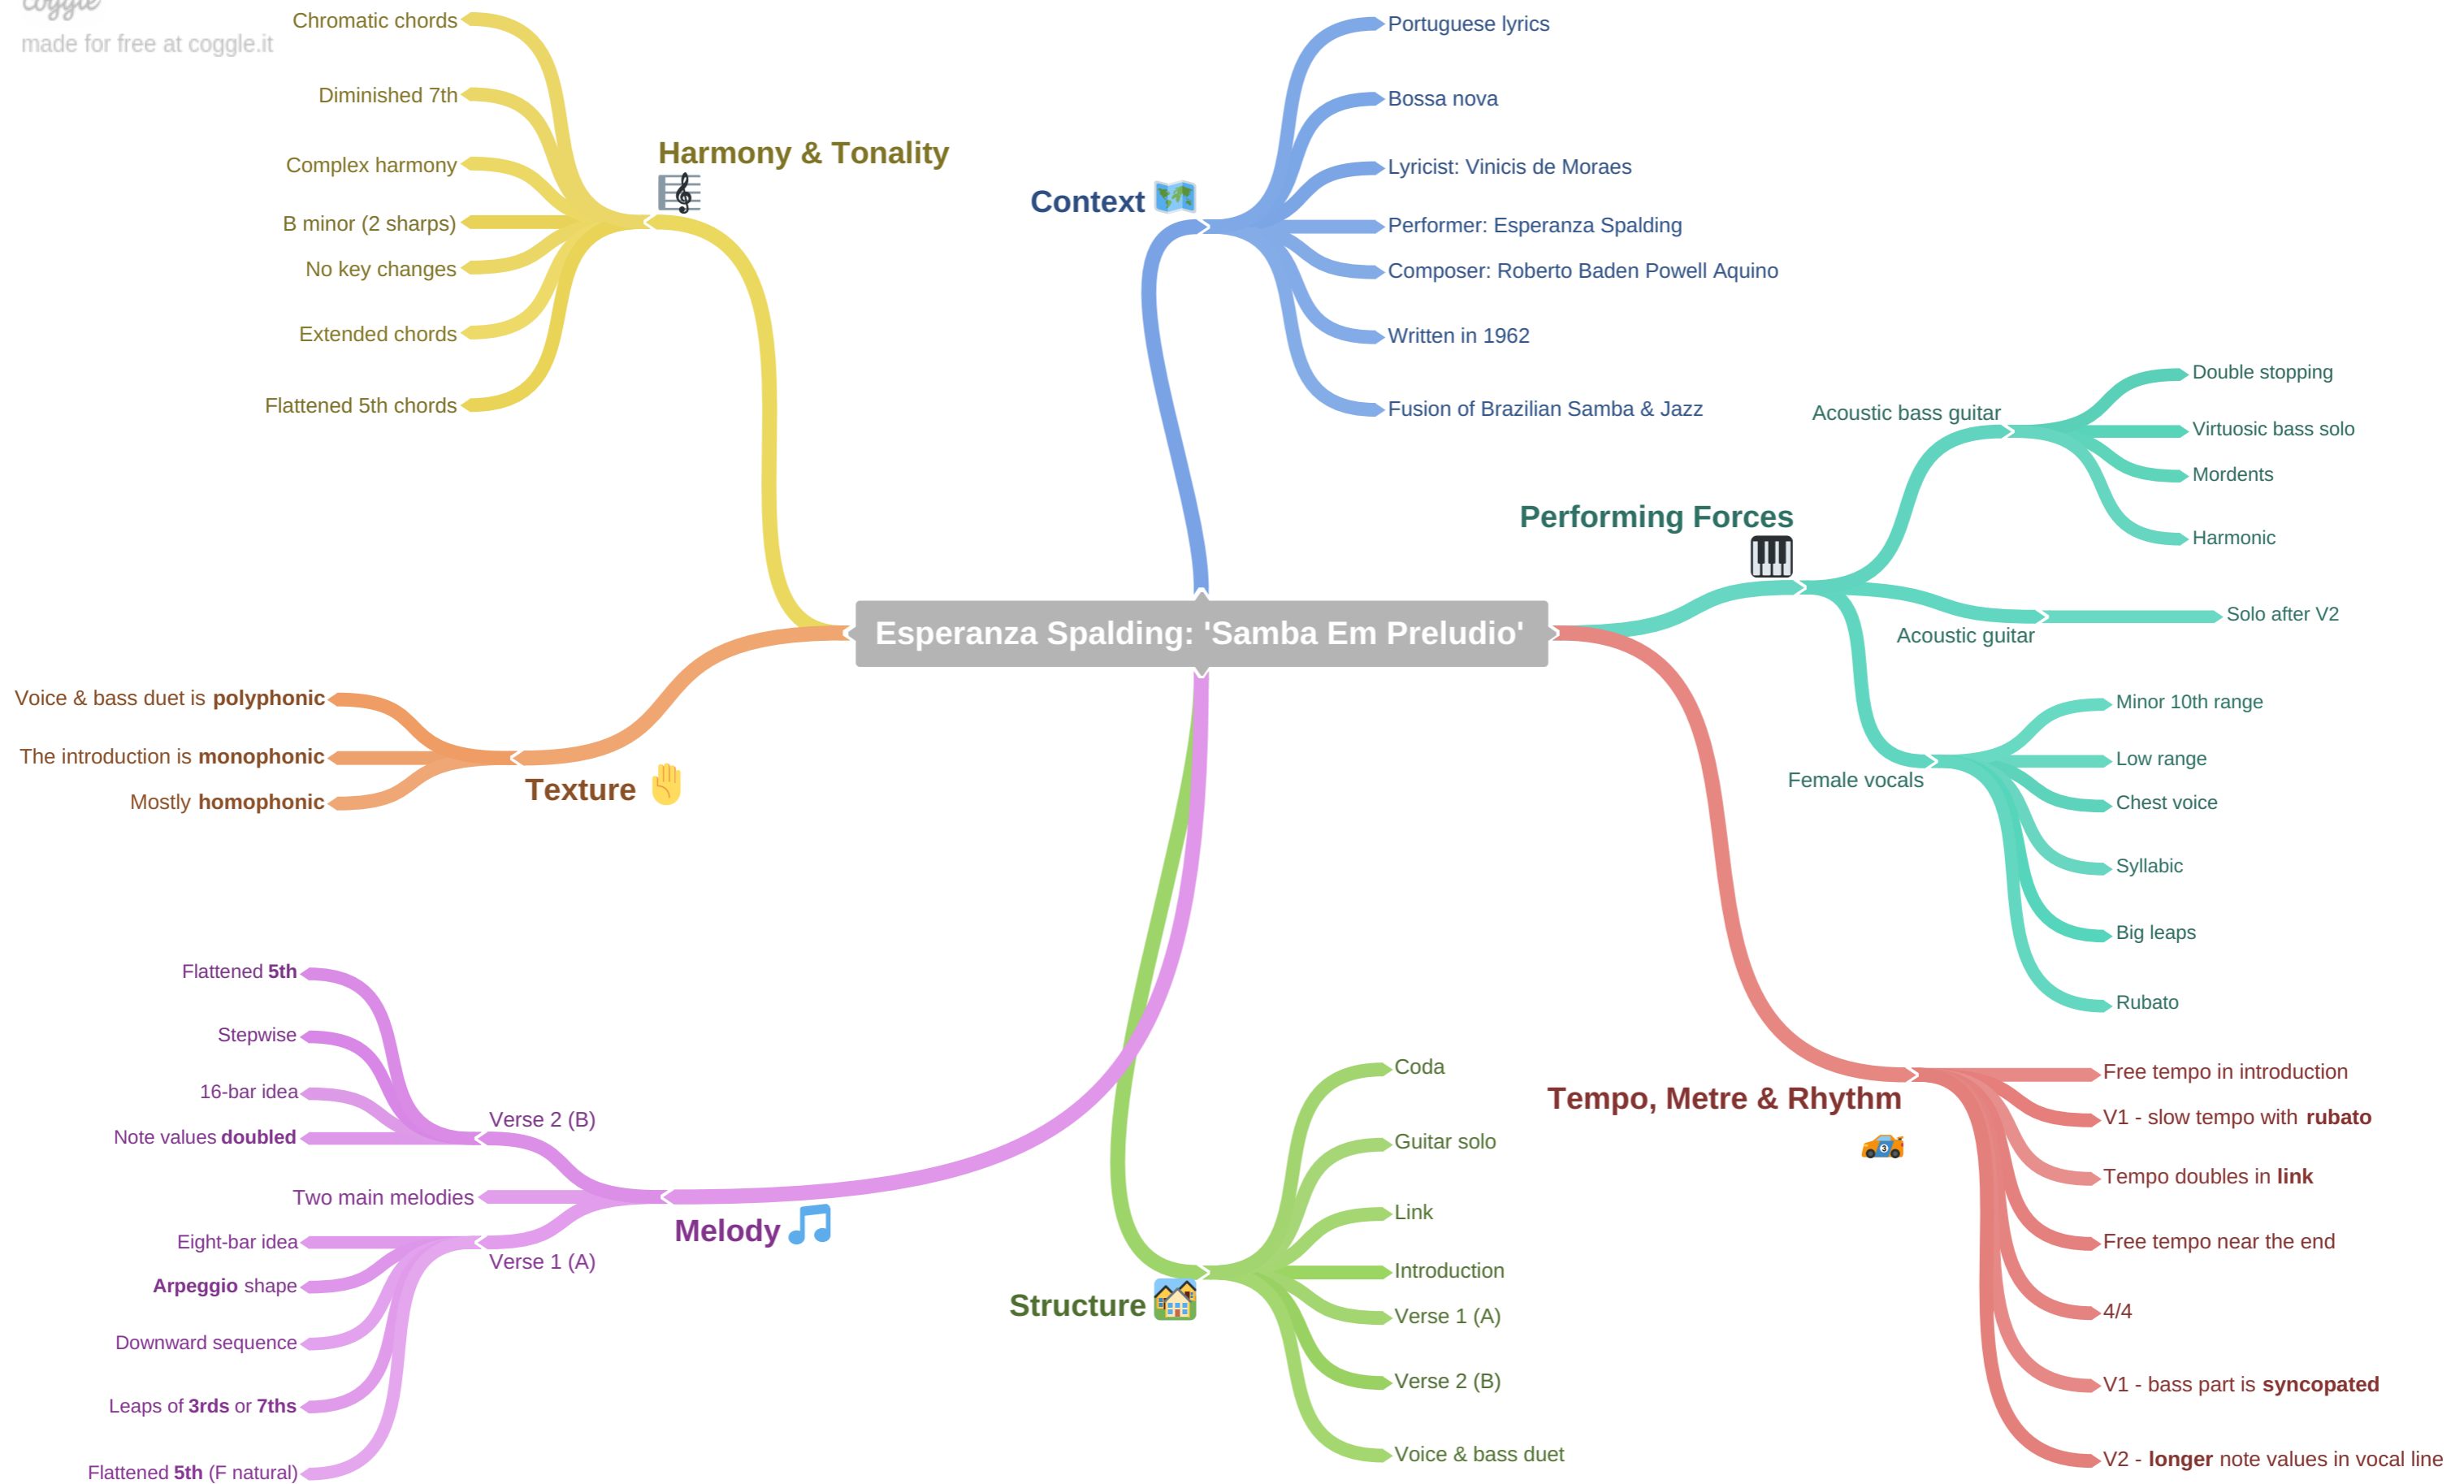 coggle
made for free at coggle.it
Esperanza Spalding: 'Samba Em Preludio'
Harmony & Tonality
Chromatic chords
Diminished 7th
Complex harmony
B minor (2 sharps)
No key changes
Extended chords
Flattened 5th chords
Context
Portuguese lyrics
Bossa nova
Lyricist: Vinicis de Moraes
Performer: Esperanza Spalding
Composer: Roberto Baden Powell Aquino
Written in 1962
Fusion of Brazilian Samba & Jazz
Performing Forces
Acoustic bass guitar
Double stopping
Virtuosic bass solo
Mordents
Harmonic
Acoustic guitar
Solo after V2
Female vocals
Minor 10th range
Low range
Chest voice
Syllabic
Big leaps
Rubato
Texture
Voice & bass duet is polyphonic
The introduction is monophonic
Mostly homophonic
Melody
Verse 2 (B)
Flattened 5th
Stepwise
16-bar idea
Note values doubled
Two main melodies
Verse 1 (A)
Eight-bar idea
Arpeggio shape
Downward sequence
Leaps of 3rds or 7ths
Flattened 5th (F natural)
Structure
Coda
Guitar solo
Link
Introduction
Verse 1 (A)
Verse 2 (B)
Voice & bass duet
Tempo, Metre & Rhythm
3
Free tempo in introduction
V1 - slow tempo with rubato
Tempo doubles in link
Free tempo near the end
4/4
V1 - bass part is syncopated
V2 - longer note values in vocal line